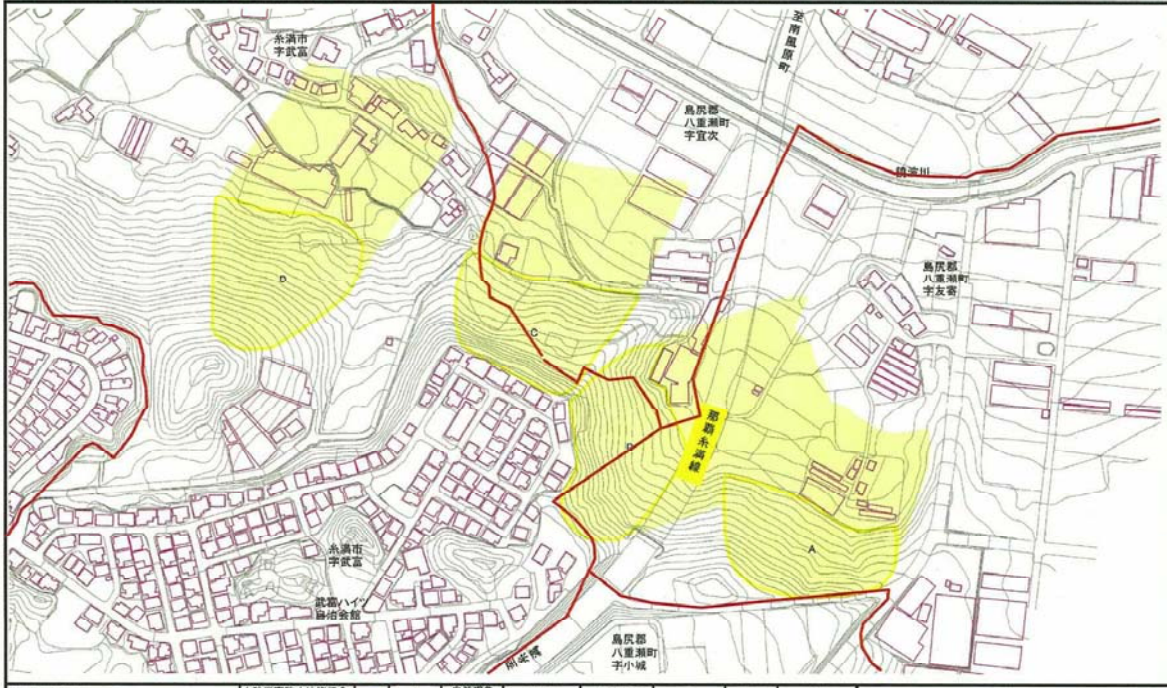 糸満市
字武富
至南風原町
島尻郡
八重瀬町
字宜次
饒波川
島尻郡
八重瀬町
字友寄
D
C
B
那覇糸満線
A
糸満市
字武富
武富ハイツ
自治会館
島尻郡
八重瀬町
字小城